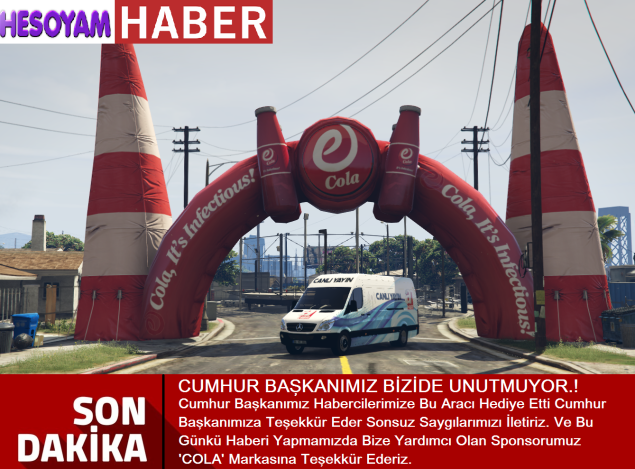 HESOYAM HABER
e
Cola
Cola, It's Infectious!
Cola, It's Infectious!
CANLI YAYIN
CANLI YAYIN
SON
DAKİKA
CUMHUR BAŞKANIMIZ BİZİDE UNUTMUYOR.!
Cumhur Başkanımız Habercilerimize Bu Aracı Hediye Etti Cumhur
Başkanımıza Teşekkür Eder Sonsuz Saygılarımızı İletiriz. Ve Bu
Günkü Haberi Yapmamızda Bize Yardımcı Olan Sponsorumuz
'COLA' Markasına Teşekkür Ederiz.